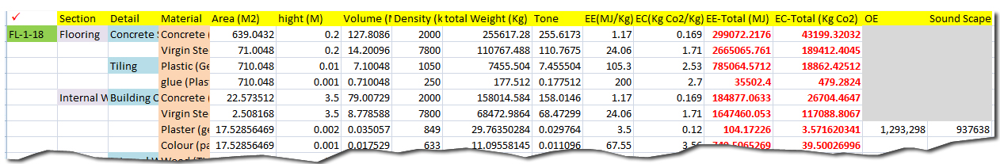 ✓ Section Detail Material Area (M2) hight (M) Volume (I Density (k total Weight (Kg) Tone EE(MJ/Kg) EC(Kg Co2/Kg) EE-Total (MJ) EC-Total (Kg Co2) OE Sound Scape
FL-1-18 Flooring Concrete S Concrete ( 639.0432 0.2 127.8086 2000 255617.28 255.6173 1.17 0.169 299072.2176 43199.32032
Virgin Stee 71.0048 0.2 14.20096 7800 110767.488 110.7675 24.06 1.71 2665065.761 189412.4045
Tiling Plastic (Ge 710.048 0.01 7.10048 1050 7455.504 7.455504 105.3 2.53 785064.5712 18862.42512
glue (Plas 710.048 0.001 0.710048 250 177.512 0.177512 200 2.7 35502.4 479.2824
Internal W Building C Concrete ( 22.573512 3.5 79.00729 2000 158014.584 158.0146 1.17 0.169 184877.0633 26704.4647
Virgin Stee 2.508168 3.5 8.778588 7800 68472.9864 68.47299 24.06 1.71 1647460.053 117088.8067
Plaster (ge 17.52856469 0.002 0.035057 849 29.76350284 0.029764 3.5 0.12 104.17226 3.571620341 1,293,298 937638
Colour (pa 17.52856469 0.001 0.017529 633 11.09558145 0.011096 67.55 39.50026996